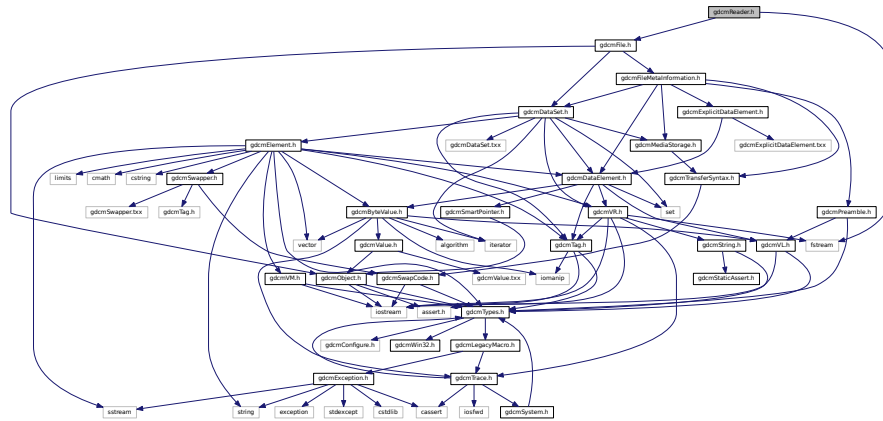 gdcmReader.h
gdcmFile.h
gdcmFileMetaInformation.h
gdcmDataSet.h
gdcmExplicitDataElement.h
gdcmElement.h
gdcmDataSet.txx
gdcmMediaStorage.h
gdcmExplicitDataElement.txx
limits
cmath
cstring
gdcmSwapper.h
gdcmDataElement.h
gdcmTransferSyntax.h
gdcmSwapper.txx
gdcmTag.h
gdcmByteValue.h
gdcmSmartPointer.h
gdcmVR.h
set
gdcmPreamble.h
vector
gdcmValue.h
algorithm
iterator
gdcmTag.h
gdcmString.h
gdcmVL.h
fstream
gdcmVM.h
gdcmObject.h
gdcmSwapCode.h
gdcmValue.txx
iomanip
gdcmStaticAssert.h
iostream
assert.h
gdcmTypes.h
gdcmConfigure.h
gdcmWin32.h
gdcmLegacyMacro.h
gdcmException.h
gdcmTrace.h
sstream
string
exception
stdexcept
cstdlib
cassert
iosfwd
gdcmSystem.h